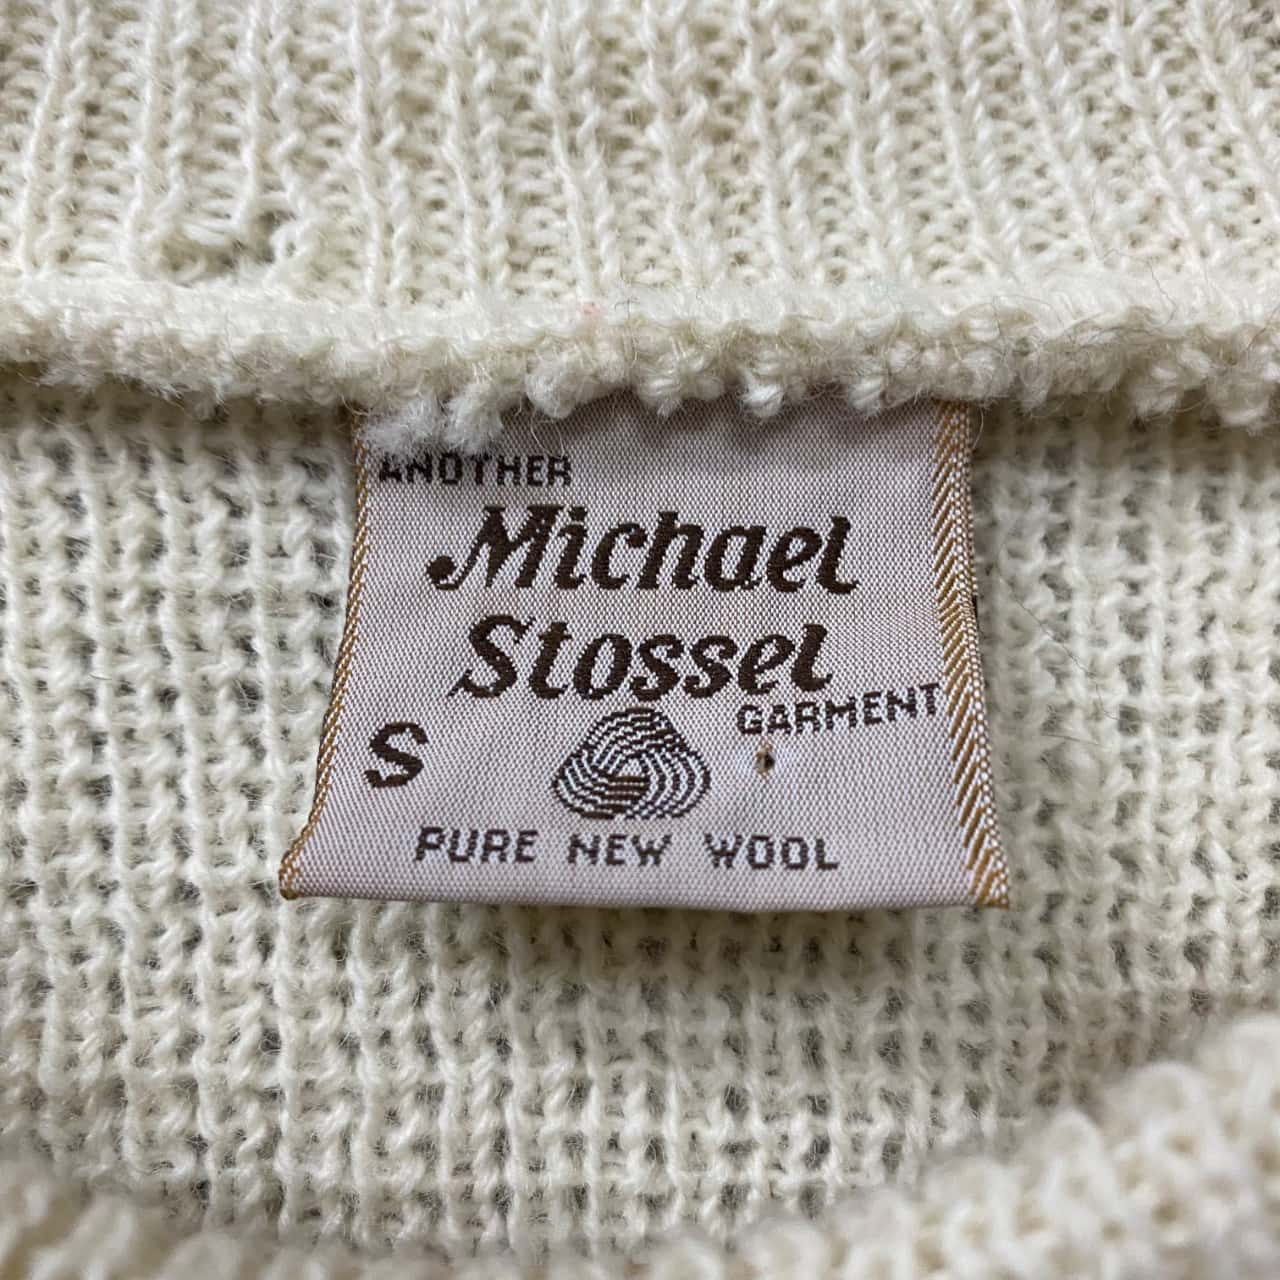 ANOTHER
Michael
Stossel
GARMENT
S
PURE NEW WOOL